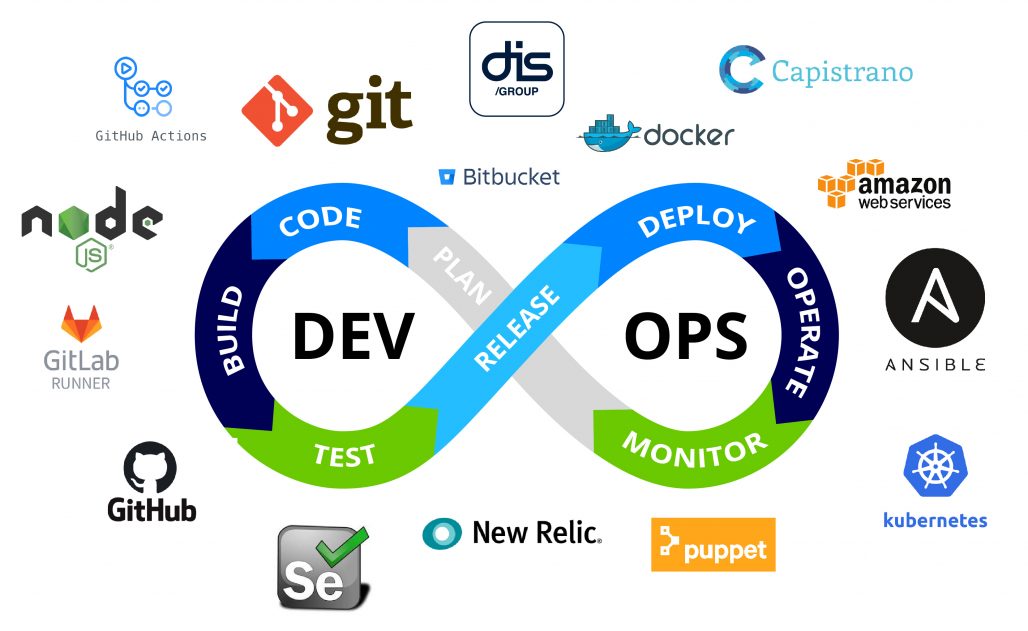 dis
/GROUP
Capistrano
GitHub Actions
git
docker
Bitbucket
amazon
web services
node
JS®
CODE
DEPLOY
PLAN
BUILD
DEV
RELEASE
OPS
OPERATE
ANSIBLE
GitLab
RUNNER
TEST
MONITOR
GitHub
kubernetes
Se
New Relic®
puppet